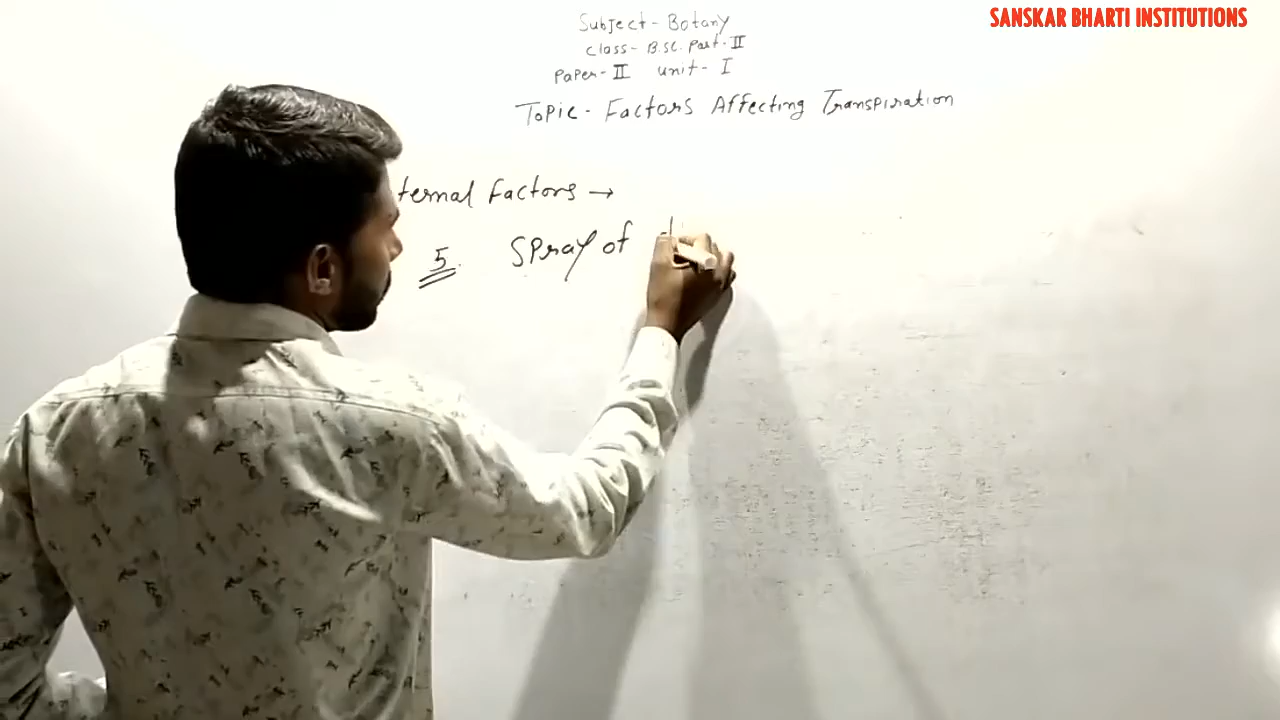 SANSKAR BHARTI INSTITUTIONS
Subject - Botany
Class - B.SC. Part - II
Paper - II Unit - I
Topic - Factors Affecting Transpiration
ternal Factors →
5. Spray of